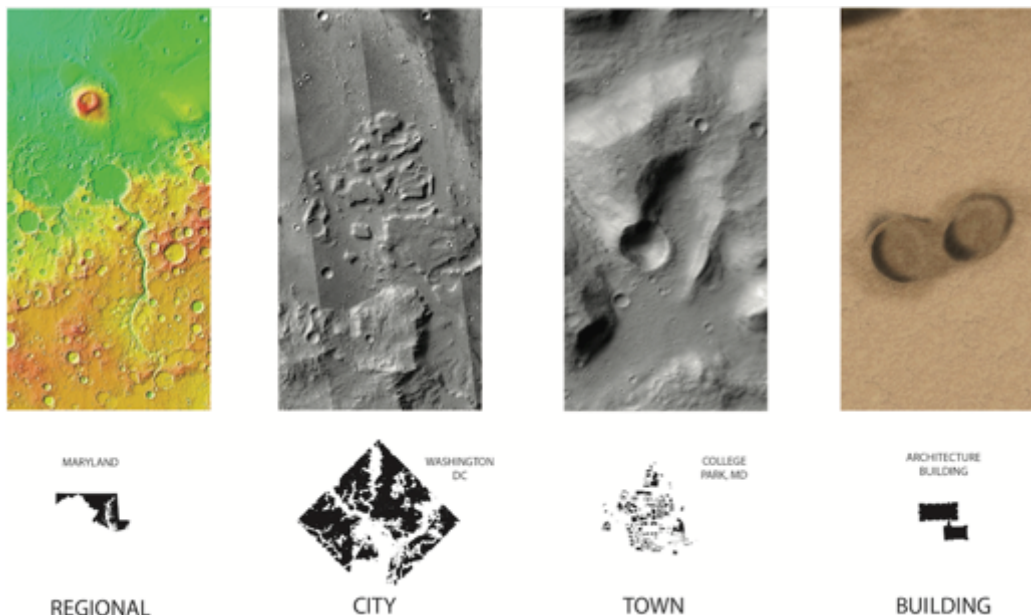 MARYLAND
WASHINGTON
DC
COLLEGE
PARK, MD
ARCHITECTURE
BUILDING
REGIONAL
CITY
TOWN
BUILDING